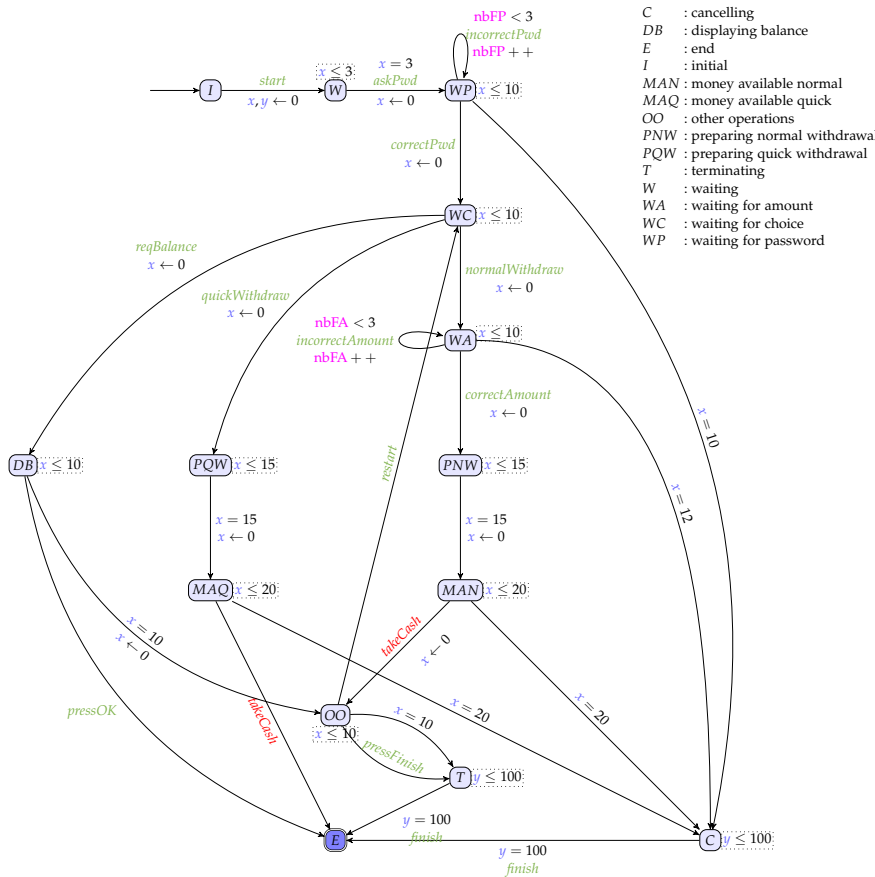 nbFP < 3
incorrectPwd
nbFP + +
C : cancelling
DB : displaying balance
E : end
I : initial
MAN : money available normal
MAQ : money available quick
OO : other operations
PNW : preparing normal withdrawal
PQW : preparing quick withdrawal
T : terminating
W : waiting
WA : waiting for amount
WC : waiting for choice
WP : waiting for password
I
start
x, y ← 0
x ≤ 3
W
x = 3
askPwd
x ← 0
WP
x ≤ 10
correctPwd
x ← 0
WC
x ≤ 10
reqBalance
x ← 0
quickWithdraw
x ← 0
normalWithdraw
x ← 0
nbFA < 3
incorrectAmount
nbFA + +
x ≤ 10
WA
correctAmount
x ← 0
x = 10
x = 12
restart
DB
x ≤ 10
PQW
x ≤ 15
PNW
x ≤ 15
x = 15
x ← 0
x = 15
x ← 0
MAQ
x ≤ 20
MAN
x ≤ 20
x = 10
x ← 0
takeCash
x ← 0
pressOK
takeCash
x = 20
x = 20
OO
x ≤ 10
x = 10
pressFinish
T
y ≤ 100
y = 100
finish
E
C
y ≤ 100
y = 100
finish